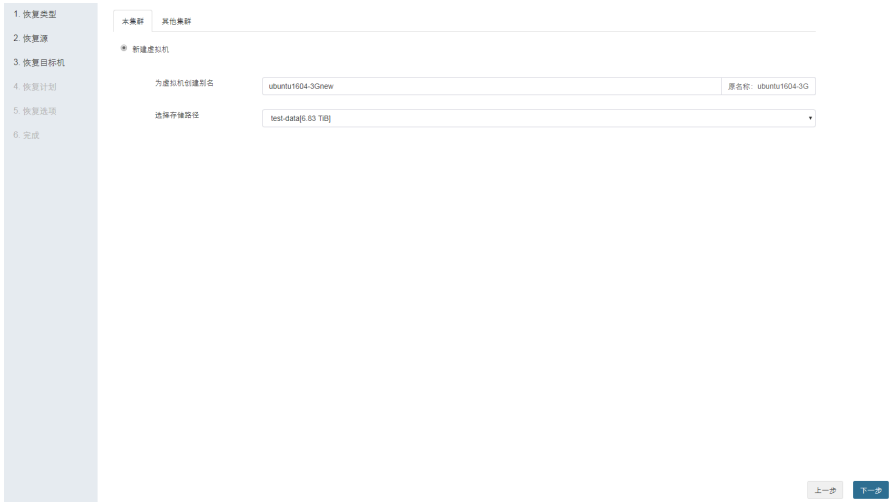 1. 恢复类型
2. 恢复源
3. 恢复目标机
4. 恢复计划
5. 恢复选项
6. 完成
本集群 其他集群
新建虚拟机
为虚拟机创建别名 ubuntu1604-3Gnew 原名称: ubuntu1604-3G
选择存储路径 test-data[6.83 TiB]
上一步 下一步